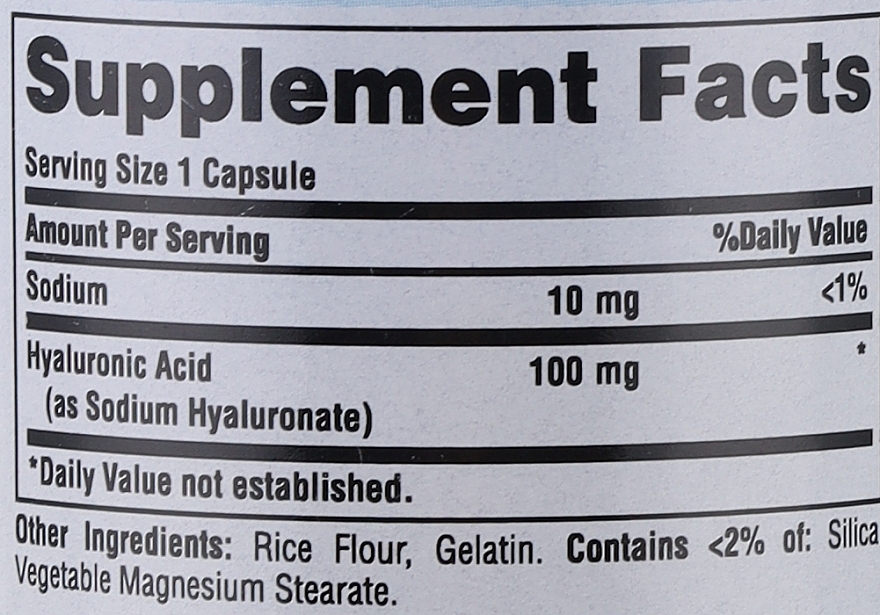 Supplement Facts
Serving Size 1 Capsule
Amount Per Serving %Daily Value
Sodium 10 mg <1%
Hyaluronic Acid 100 mg *
(as Sodium Hyaluronate)
*Daily Value not established.
Other Ingredients: Rice Flour, Gelatin. Contains <2% of: Silica
Vegetable Magnesium Stearate.